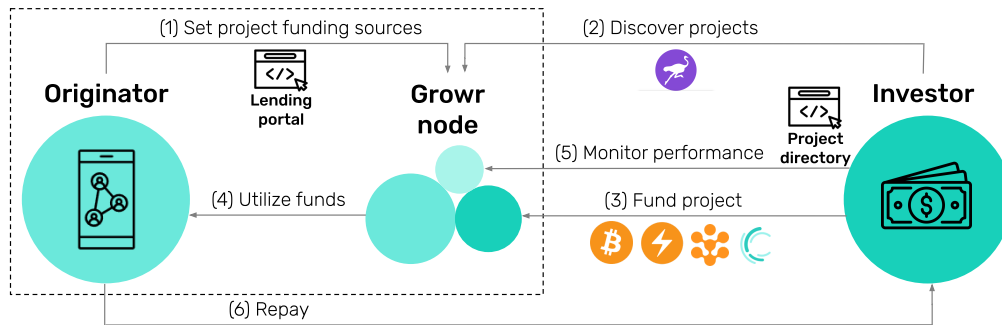 (1) Set project funding sources
(2) Discover projects
</>
Lending
portal
Originator
Growr
node
</>
Project
directory
Investor
(5) Monitor performance
(4) Utilize funds
(3) Fund project
(6) Repay